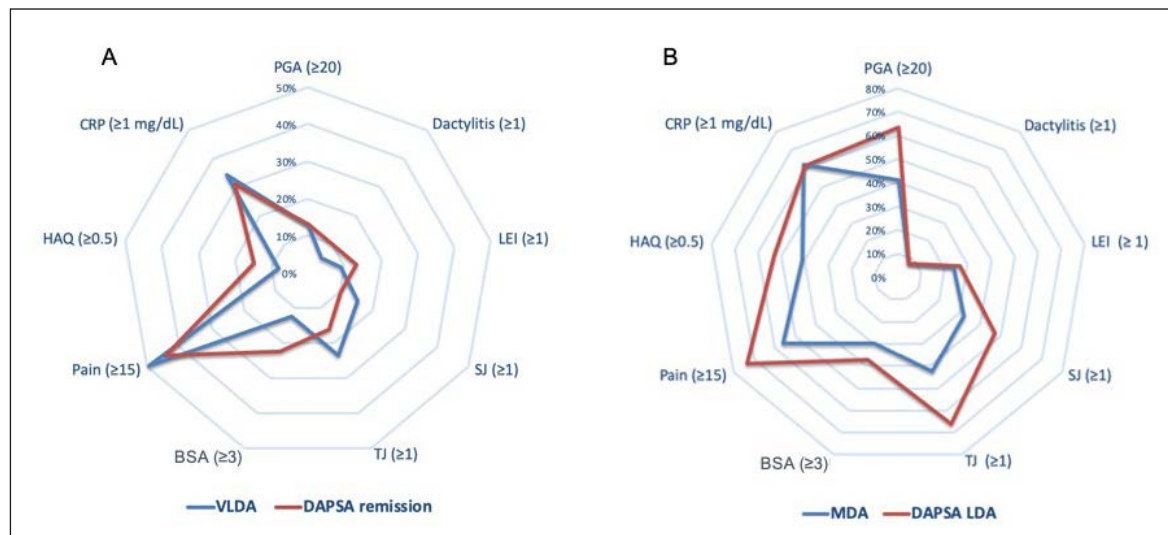 A
PGA (≥20)
50%
40%
30%
20%
10%
0%
Dactylitis (≥1)
LEI (≥1)
SJ (≥1)
TJ (≥1)
BSA (≥3)
Pain (≥15)
HAQ (≥0.5)
CRP (≥1 mg/dL)
VLDA DAPSA remission
B
PGA (≥20)
80%
70%
60%
50%
40%
30%
20%
10%
0%
Dactylitis (≥1)
LEI ( ≥ 1)
SJ (≥1)
TJ (≥1)
BSA (≥3)
Pain (≥15)
HAQ (≥0.5)
CRP (≥1 mg/dL)
MDA DAPSA LDA